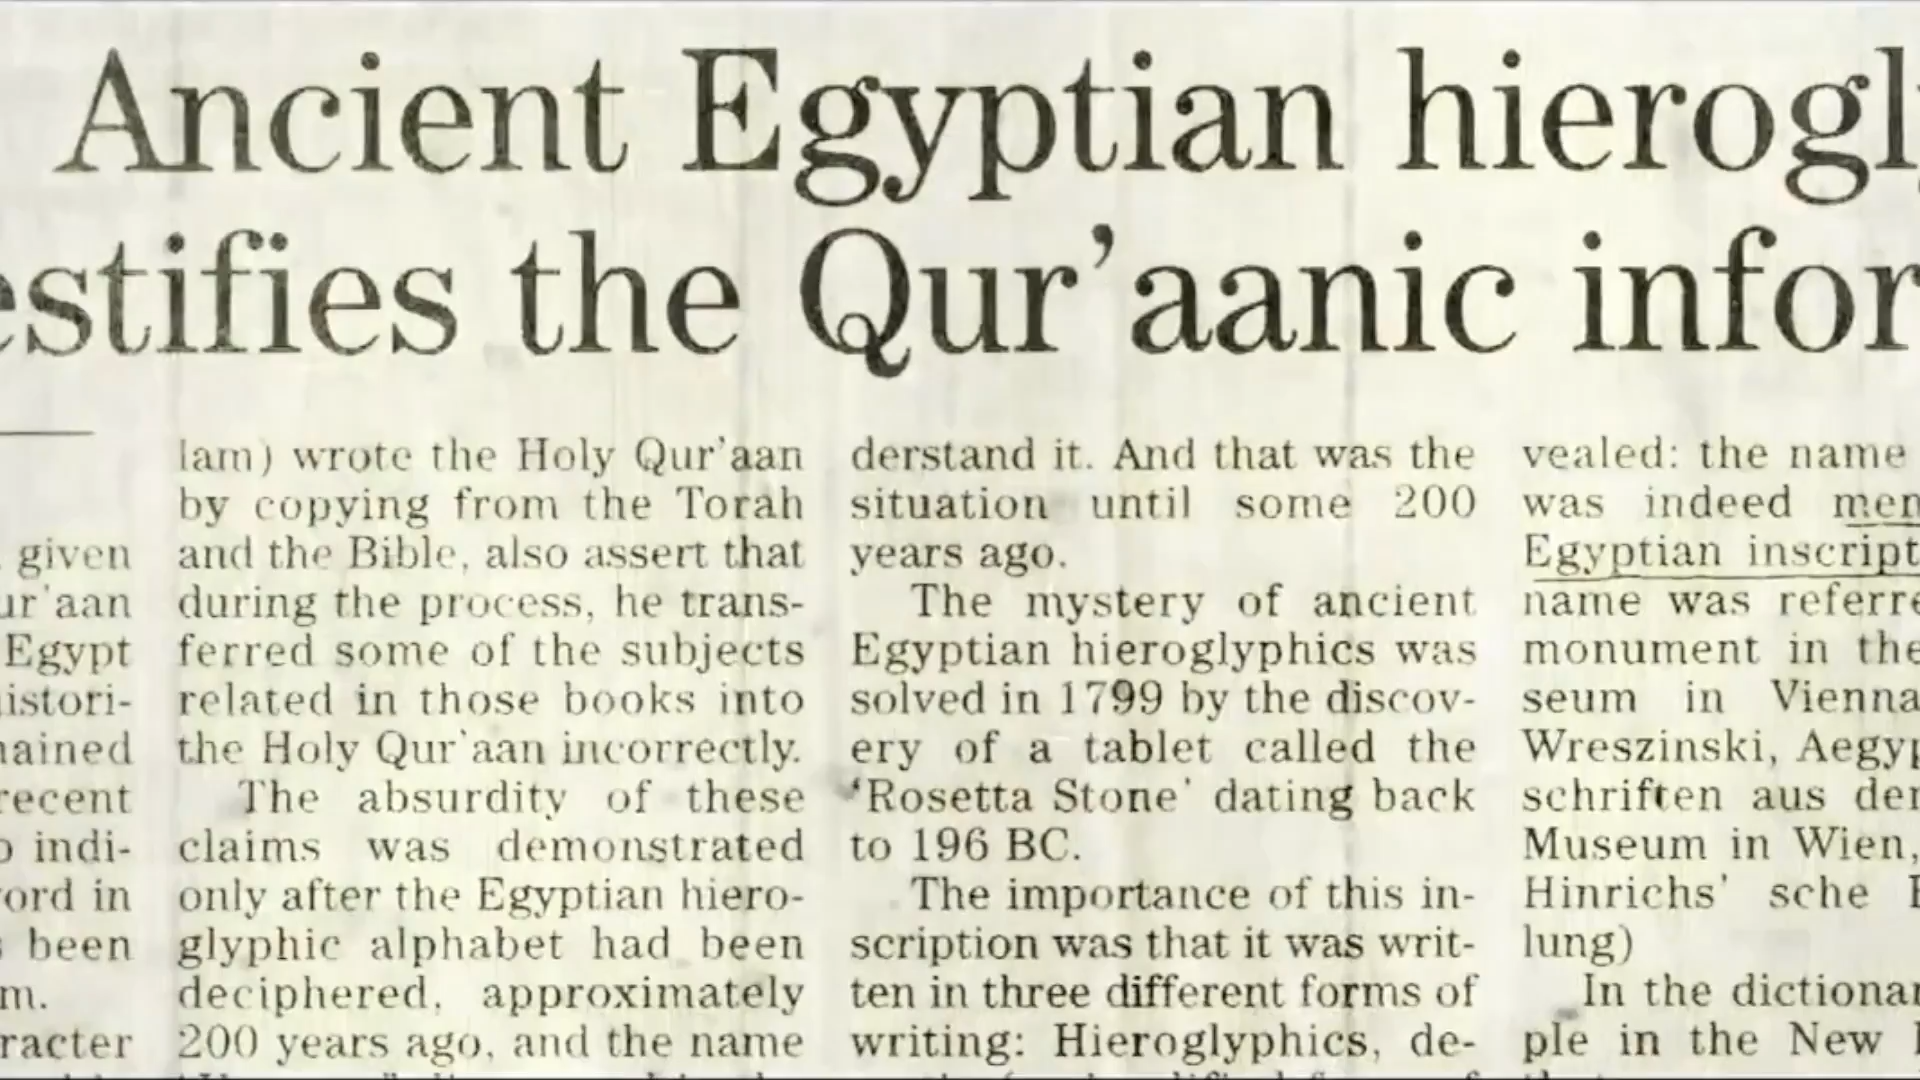 Ancient Egyptian hierogl
estifies the Qur'aanic infor
given
ur'aan
Egypt
istori-
ained
recent
indi-
ord in
been
m.
racter
lam) wrote the Holy Qur'aan
by copying from the Torah
and the Bible, also assert that
during the process, he trans-
ferred some of the subjects
related in those books into
the Holy Qur'aan incorrectly.
The absurdity of these
claims was demonstrated
only after the Egyptian hiero-
glyphic alphabet had been
deciphered, approximately
200 years ago, and the name
derstand it. And that was the
situation until some 200
years ago.
The mystery of ancient
Egyptian hieroglyphics was
solved in 1799 by the discov-
ery of a tablet called the
'Rosetta Stone' dating back
to 196 BC.
The importance of this in-
scription was that it was writ-
ten in three different forms of
writing: Hieroglyphics, de-
vealed: the name
was indeed men
Egyptian inscript
name was referre
monument in the
seum in Vienna
Wreszinski, Aegyp
schriften aus der
Museum in Wien,
Hinrichs' sche
lung)
In the dictionar
ple in the New